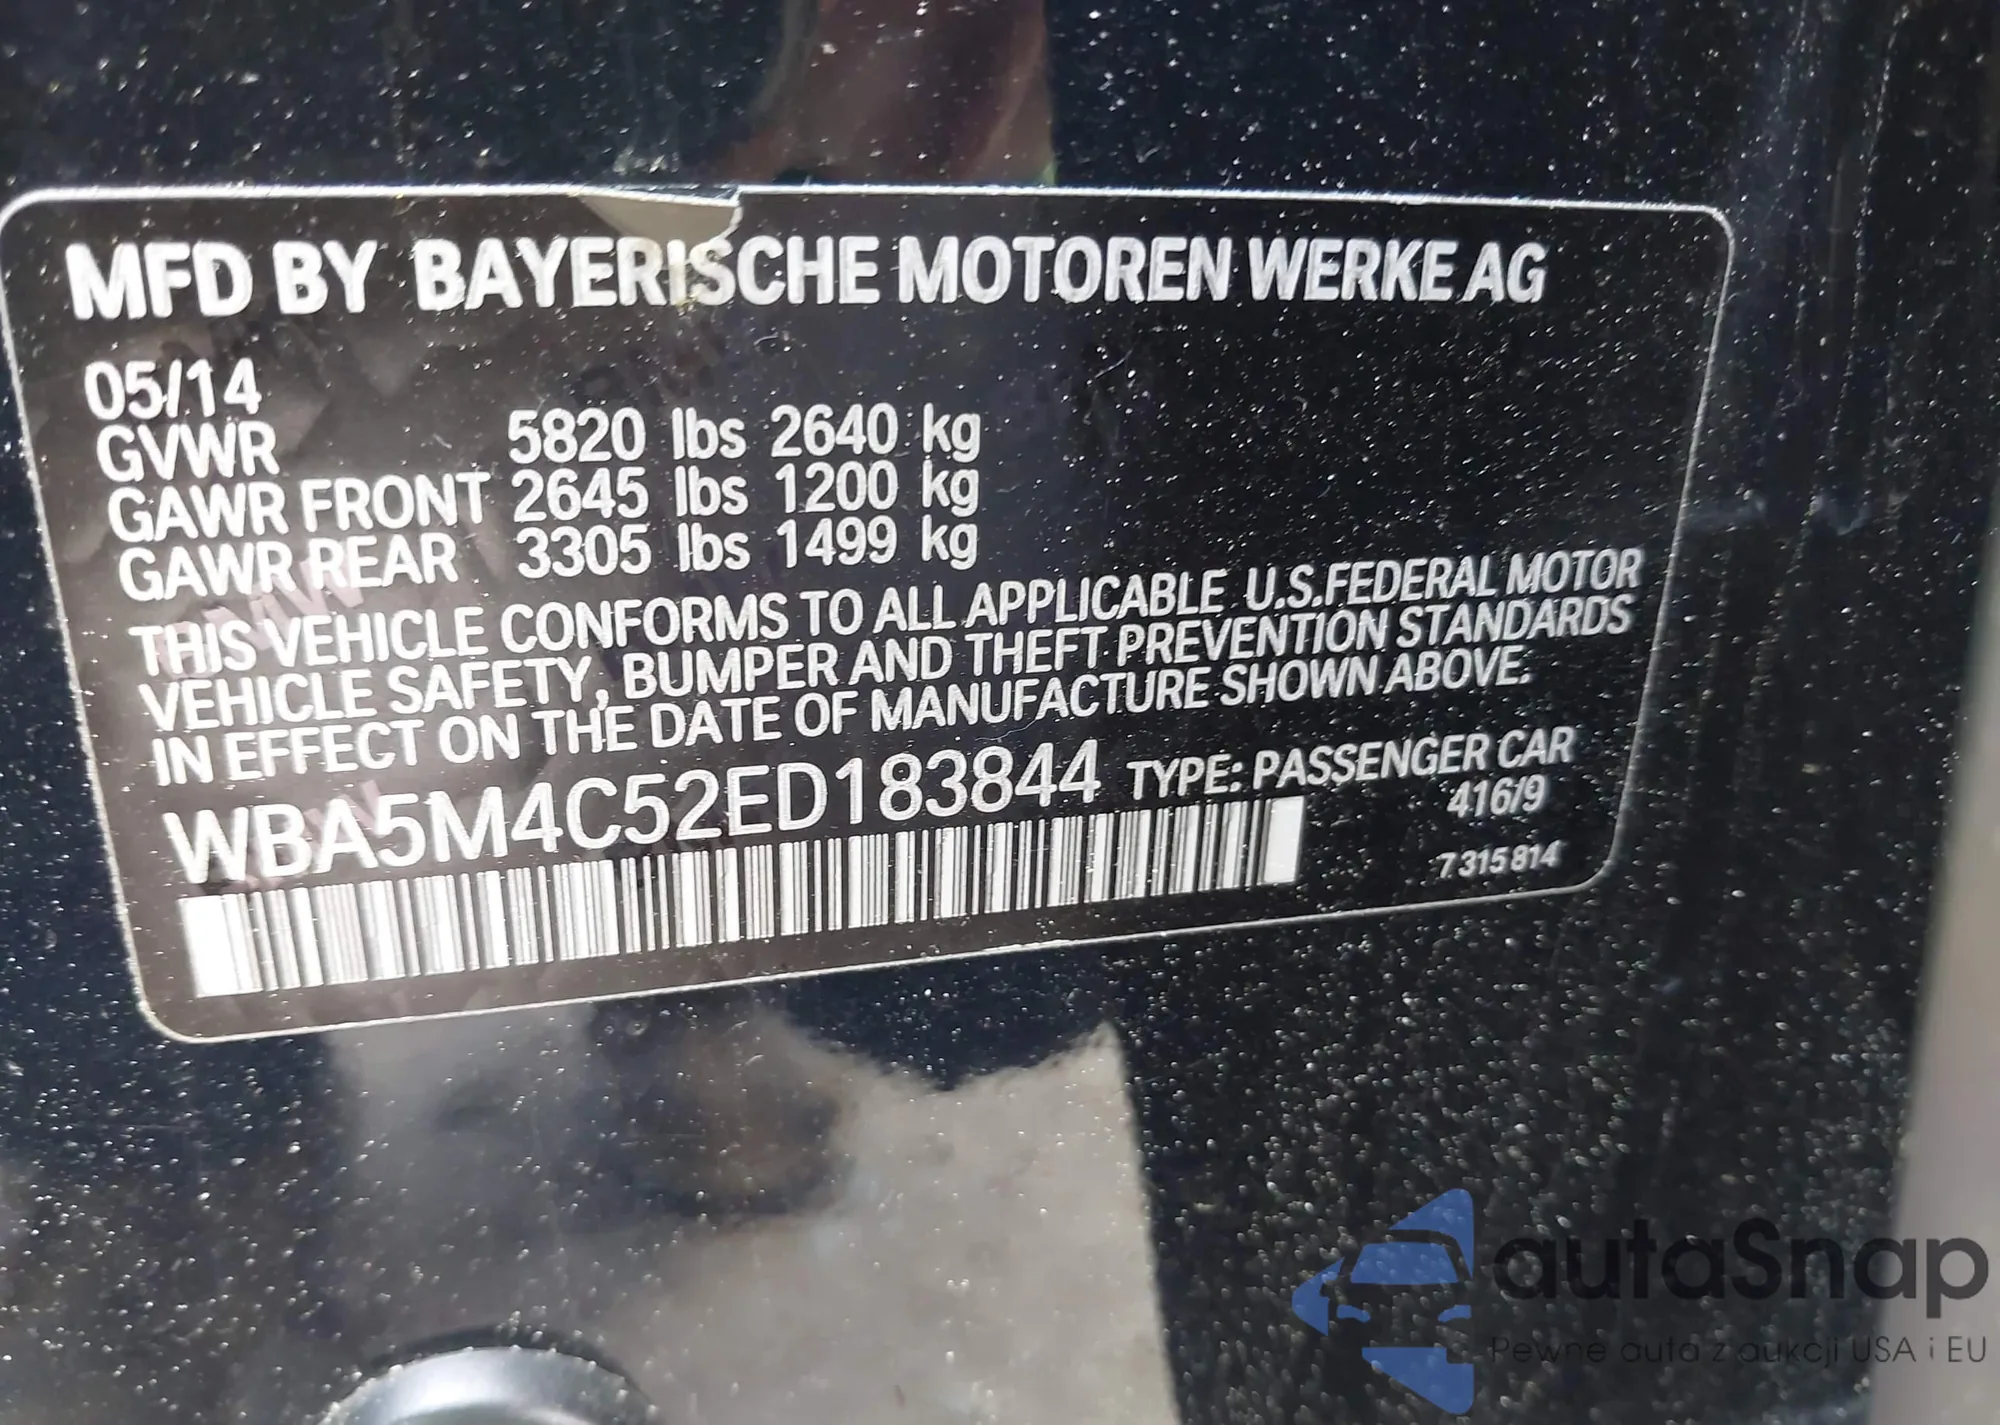 MFD BY BAYERISCHE MOTOREN WERKE AG
05/14
GVWR 5820 lbs 2640 kg
GAWR FRONT 2645 lbs 1200 kg
GAWR REAR 3305 lbs 1499 kg
THIS VEHICLE CONFORMS TO ALL APPLICABLE U.S.FEDERAL MOTOR
VEHICLE SAFETY, BUMPER AND THEFT PREVENTION STANDARDS
IN EFFECT ON THE DATE OF MANUFACTURE SHOWN ABOVE.
WBA5M4C52ED183844 TYPE: PASSENGER CAR
416/9
7 315 814
autaSnap
Pewne auta z aukcji USA i EU